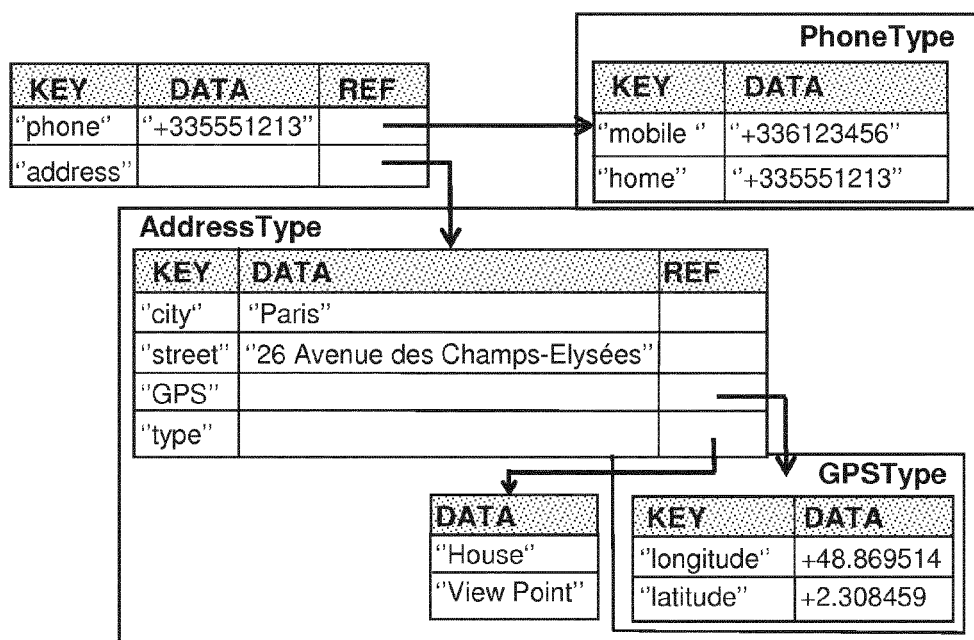 PhoneType
KEY DATA REF
"phone" "+335551213"
"address"
KEY DATA
"mobile " "+336123456"
"home" "+335551213"
AddressType
KEY DATA REF
"city" "Paris"
"street" "26 Avenue des Champs-Elysées"
"GPS"
"type"
DATA
"House"
"View Point"
GPSType
KEY DATA
"longitude" +48.869514
"latitude" +2.308459